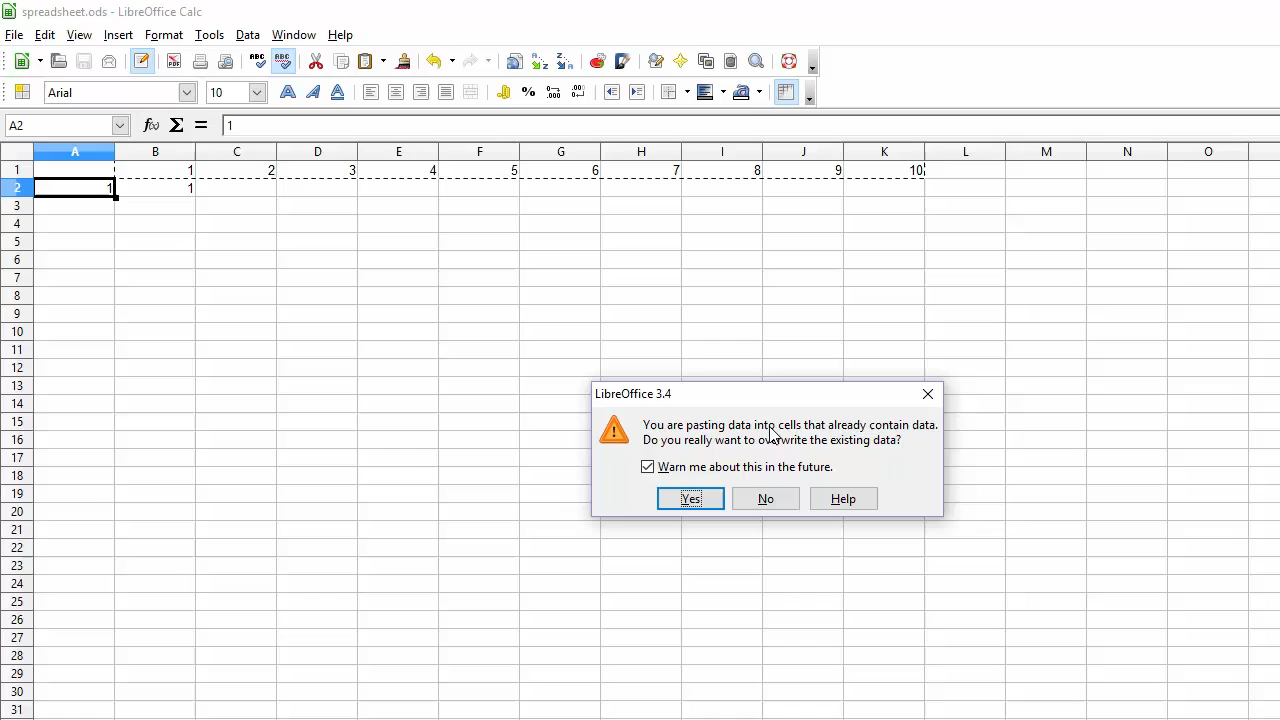 spreadsheet.ods - LibreOffice Calc
File Edit View Insert Format Tools Data Window Help
Arial 10
A2 1
A B C D E F G H I J K L M N O
1 1 2 3 4 5 6 7 8 9 10
2 1 1
3
4
5
6
7
8
9
10
11
12
13
14
15
16
17
18
19
20
21
22
23
24
25
26
27
28
29
30
31
LibreOffice 3.4
You are pasting data into cells that already contain data.
Do you really want to overwrite the existing data?
Warn me about this in the future.
Yes No Help